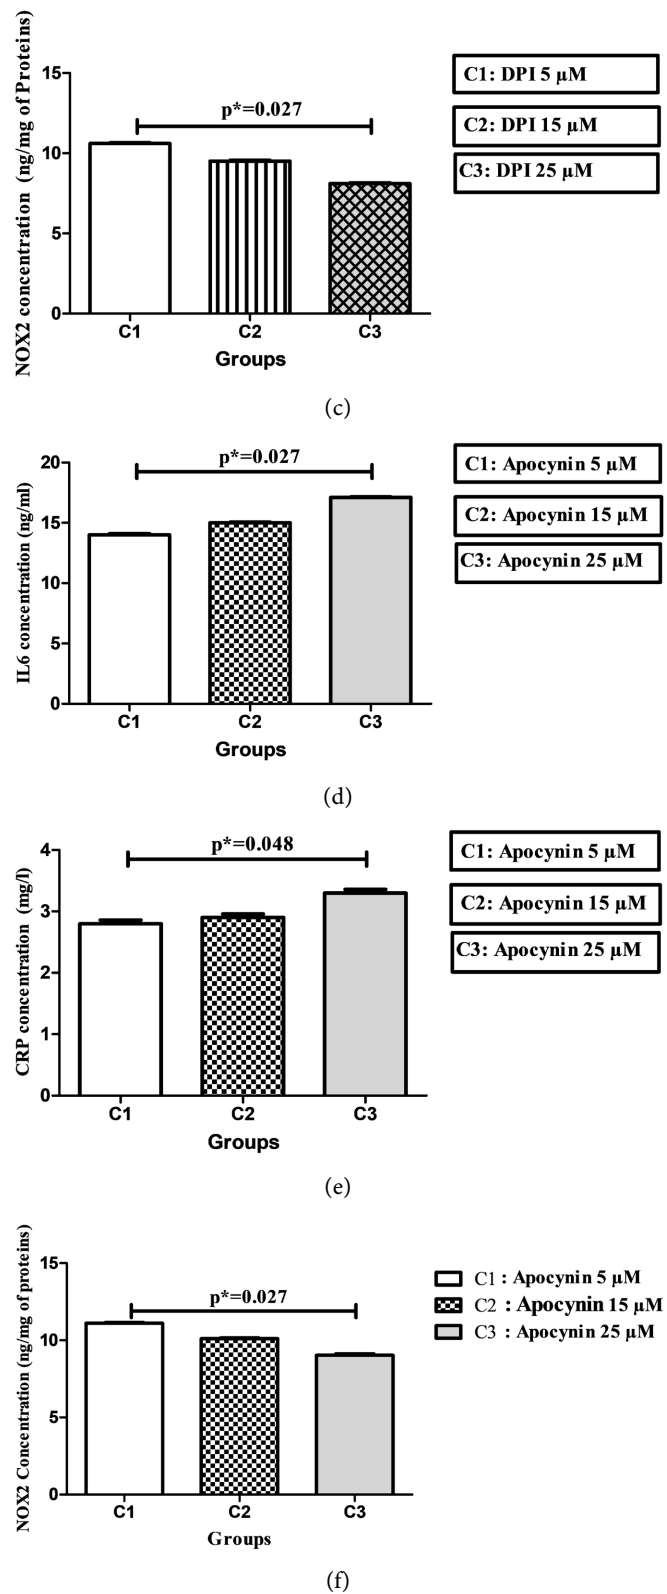 NOX2 concentration (ng/mg of Proteins)
15
10
5
0
p*=0.027
C1
C2
C3
Groups
C1: DPI 5 µM
C2: DPI 15 µM
C3: DPI 25 µM
(c)
IL6 concentration (ng/ml)
20
15
10
5
0
p*=0.027
C1
C2
C3
Groups
C1: Apocynin 5 µM
C2: Apocynin 15 µM
C3: Apocynin 25 µM
(d)
CRP concentration (mg/l)
4
3
2
1
0
p*=0.048
C1
C2
C3
Groups
C1: Apocynin 5 µM
C2: Apocynin 15 µM
C3: Apocynin 25 µM
(e)
NOX2 Concentration (ng/mg of proteins)
15
10
5
0
p*=0.027
C1
C2
C3
Groups
C1 : Apocynin 5 µM
C2 : Apocynin 15 µM
C3 : Apocynin 25 µM
(f)